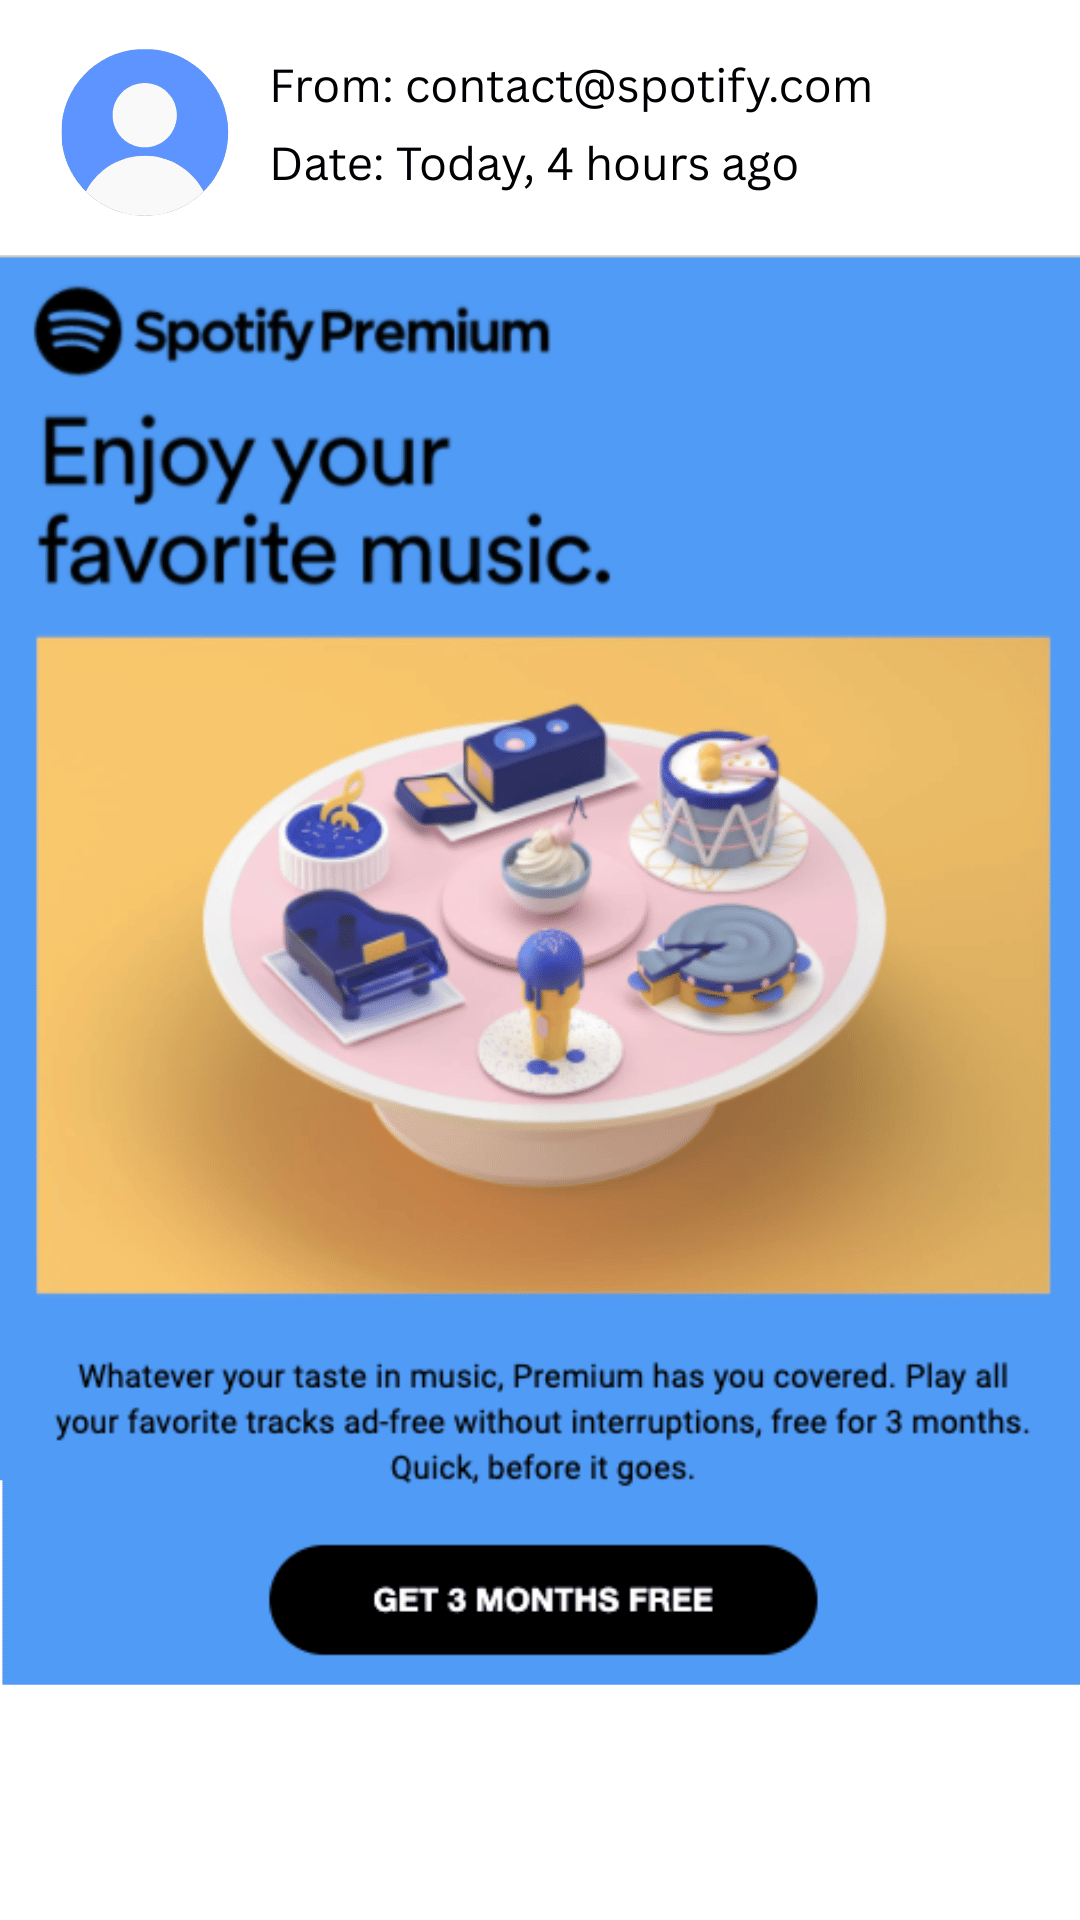 From: contact@spotify.com
Date: Today, 4 hours ago
Spotify Premium
Enjoy your
favorite music.
Whatever your taste in music, Premium has you covered. Play all
your favorite tracks ad-free without interruptions, free for 3 months.
Quick, before it goes.
GET 3 MONTHS FREE